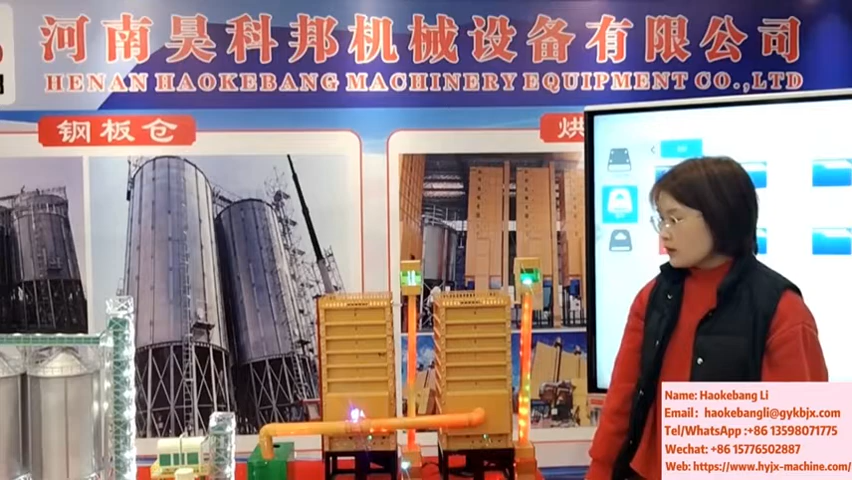 河南昊科邦机械设备有限公司
HENAN HAOKEBANG MACHINERY EQUIPMENT CO.,LTD
钢板仓
烘
Name: Haokebang Li
Email: haokebangli@gykbjx.com
Tel/WhatsApp :+86 13598071775
Wechat: +86 15776502887
Web: https://www.hyjx-machine.com/